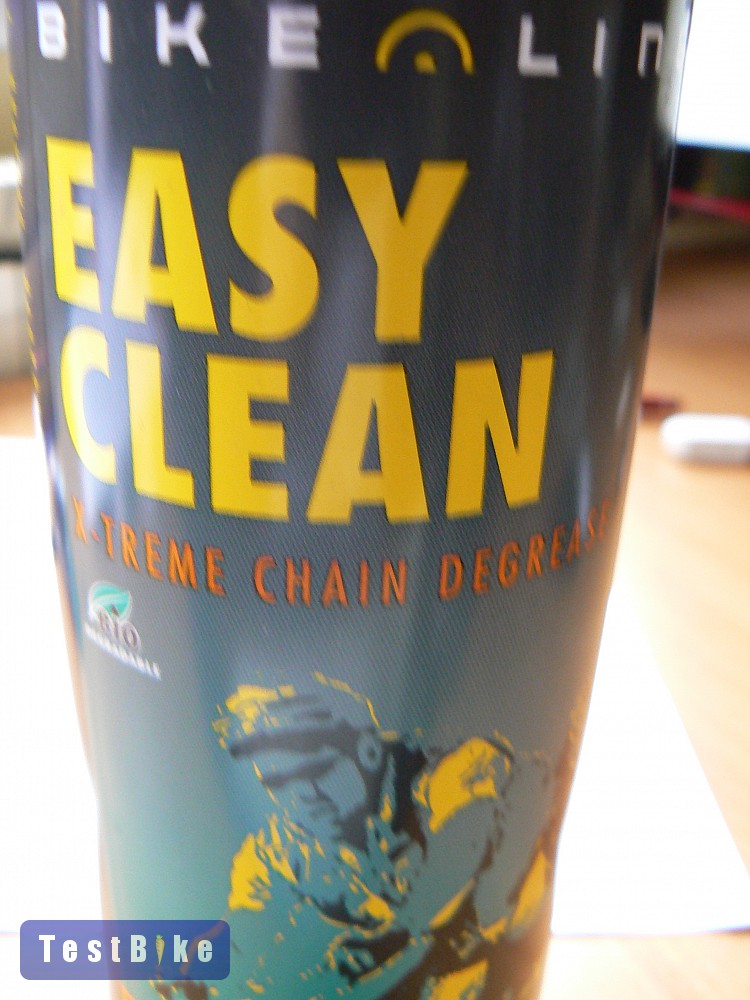 BIKE LIN
EASY
CLEAN
X-TREME CHAIN DEGREASE
BIO
TestBike